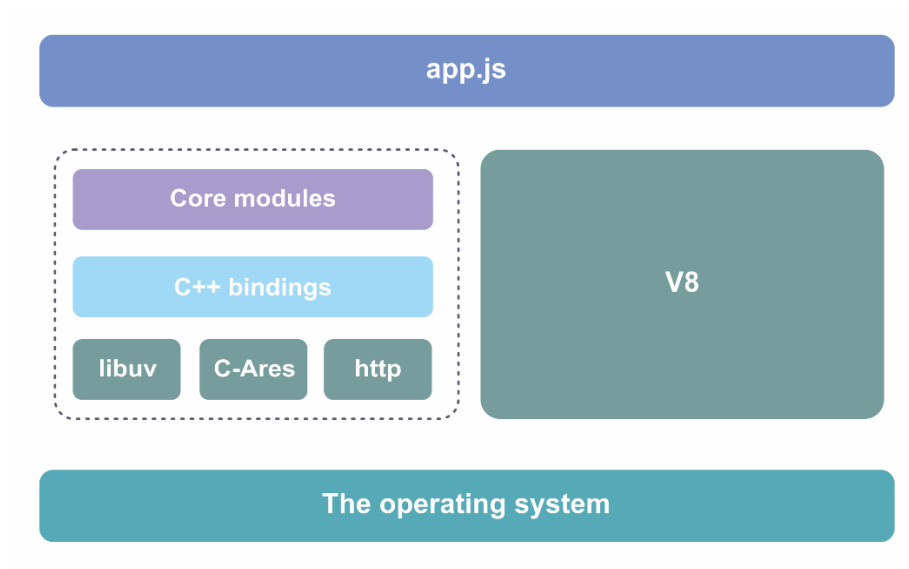 app.js
Core modules
C++ bindings
libuv
C-Ares
http
V8
The operating system